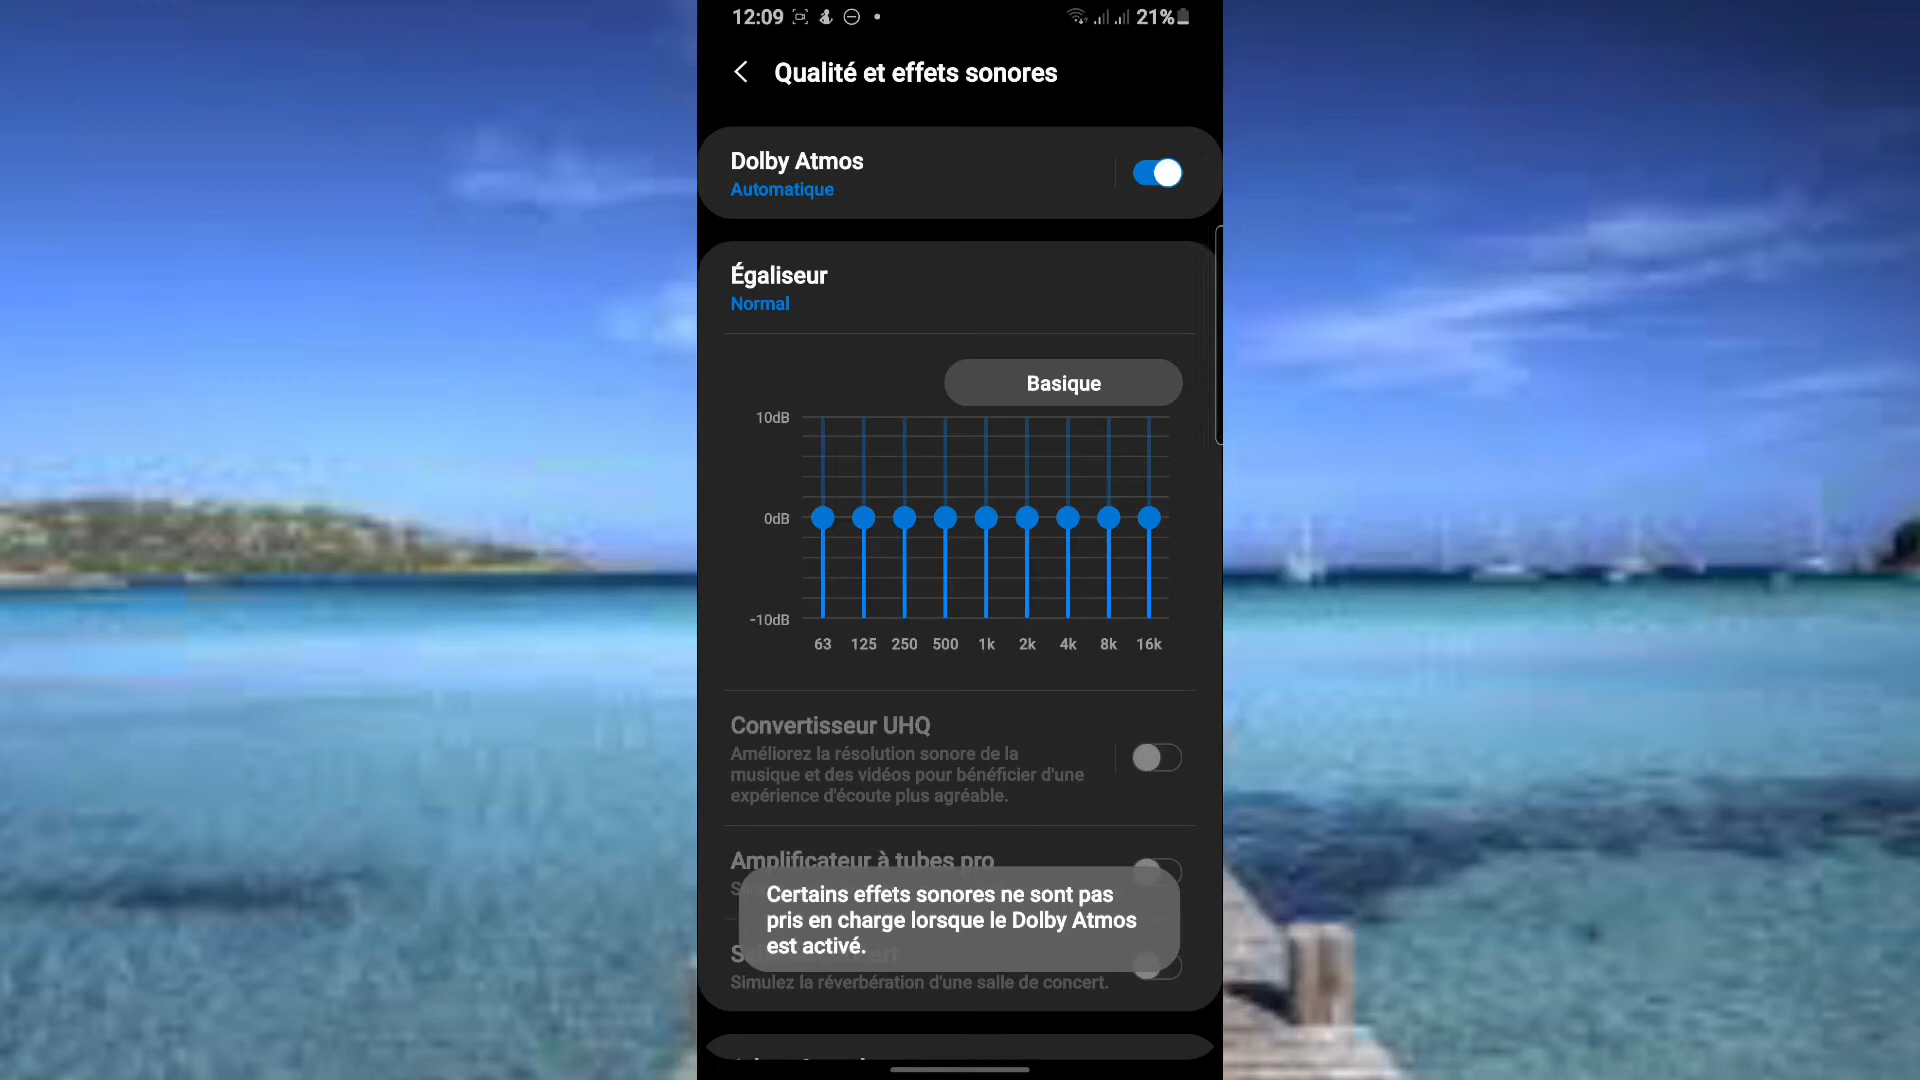 12:09 21%
Qualité et effets sonores
Dolby Atmos
Automatique
Égaliseur
Normal
Basique
10dB
0dB
-10dB
63 125 250 500 1k 2k 4k 8k 16k
Convertisseur UHQ
Améliorez la résolution sonore de la
musique et des vidéos pour bénéficier d'une
expérience d'écoute plus agréable.
Amplificateur à tubes pro
Certains effets sonores ne sont pas
pris en charge lorsque le Dolby Atmos
est activé.
Simulez la réverbération d'une salle de concert.